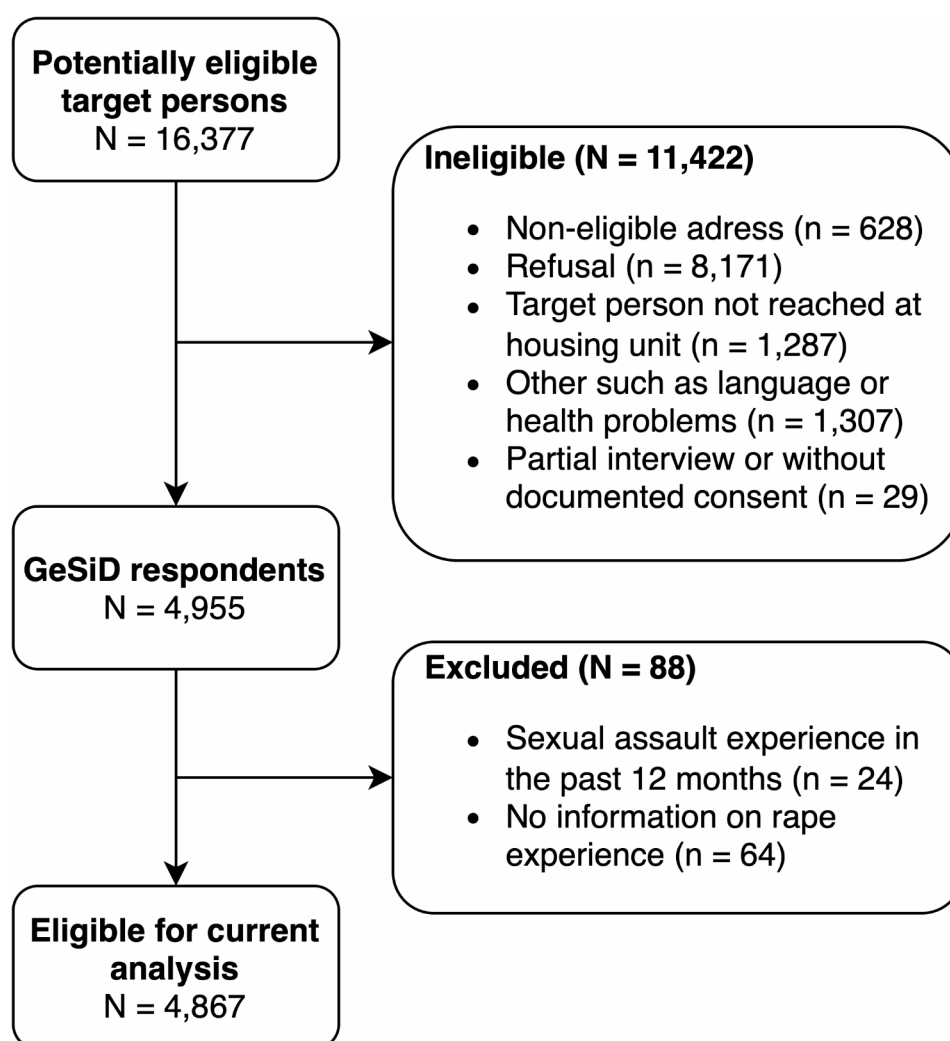 Potentially eligible
target persons
N = 16,377
Ineligible (N = 11,422)
• Non-eligible adress (n = 628)
• Refusal (n = 8,171)
• Target person not reached at
housing unit (n = 1,287)
• Other such as language or
health problems (n = 1,307)
• Partial interview or without
documented consent (n = 29)
GeSiD respondents
N = 4,955
Excluded (N = 88)
• Sexual assault experience in
the past 12 months (n = 24)
• No information on rape
experience (n = 64)
Eligible for current
analysis
N = 4,867